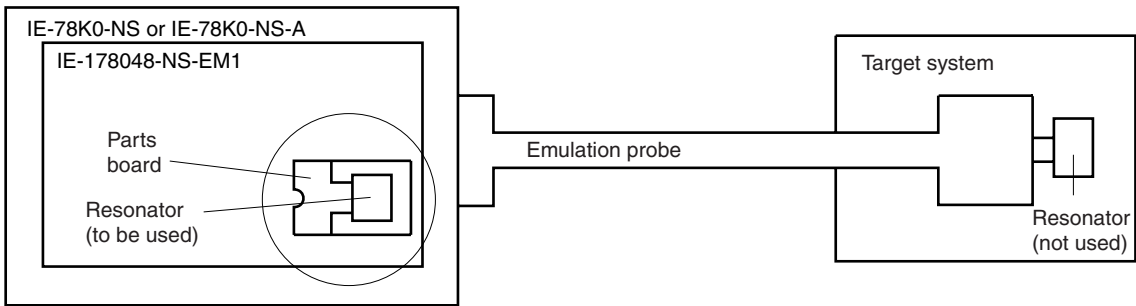 IE-78K0-NS or IE-78K0-NS-A
IE-178048-NS-EM1
Parts
board
Resonator
(to be used)
Emulation probe
Target system
Resonator
(not used)